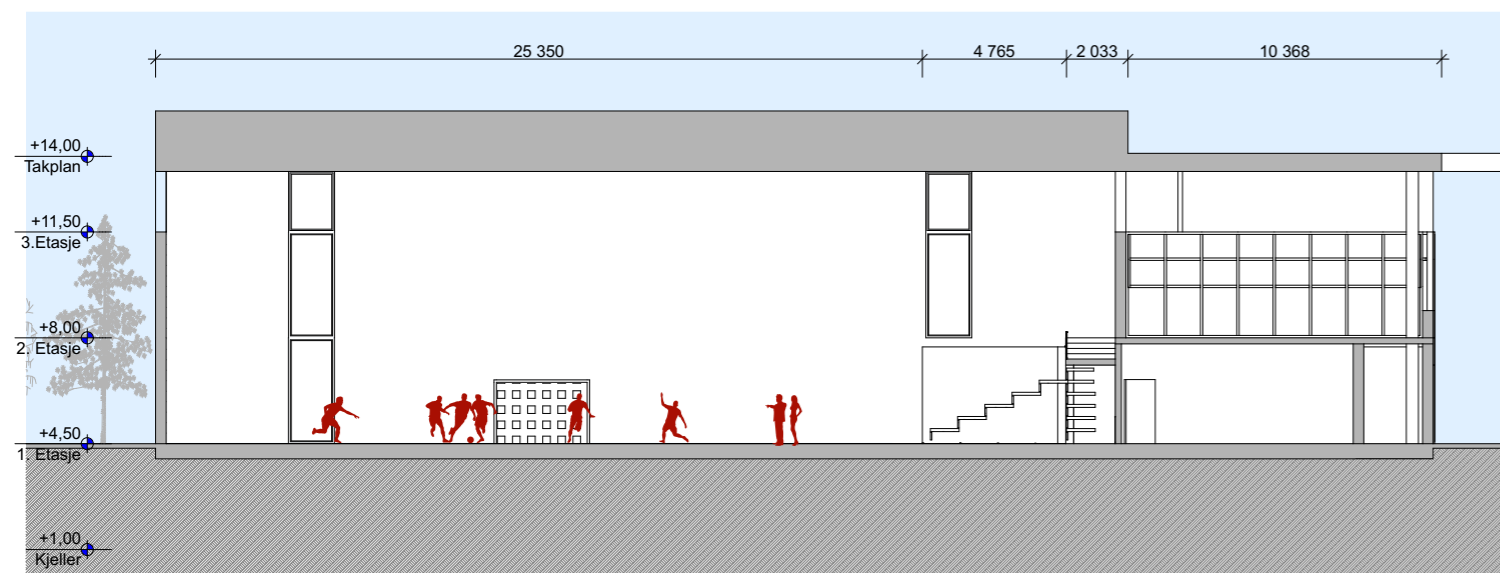 25 350
4 765
2 033
10 368
+14,00
Takplan
+11,50
3.Etasje
+8,00
2. Etasje
+4,50
1. Etasje
+1,00
Kjeller